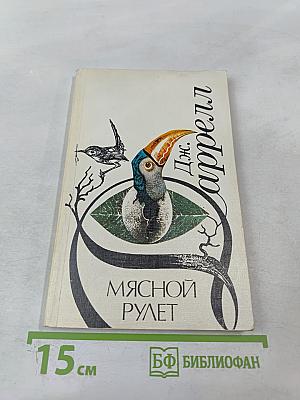 Дж.
Даррелл
МЯСНОЙ
РУЛЕТ
15 см
БФ БИБЛИОФАН